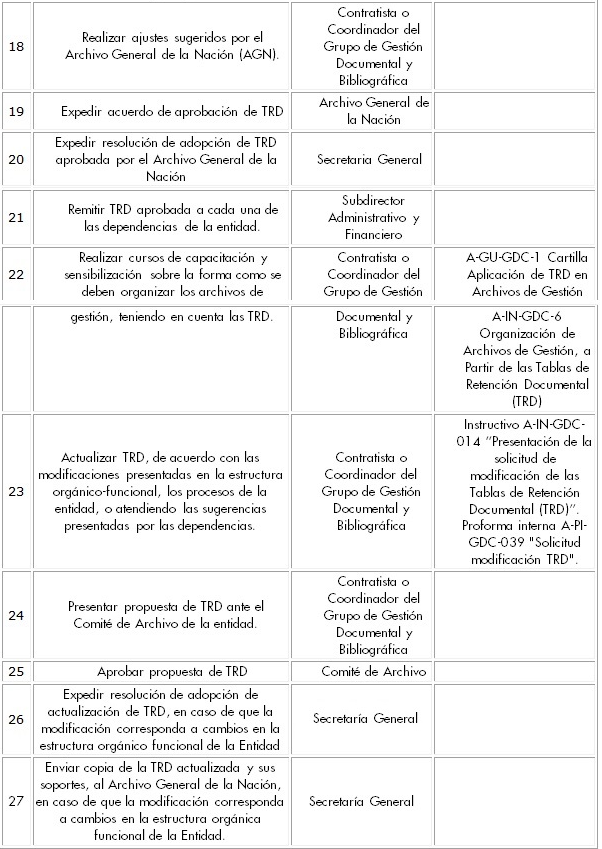 18
Realizar ajustes sugeridos por el
Archivo General de la Nación (AGN).
Contratista o
Coordinador del
Grupo de Gestión
Documental y
Bibliográfica
19
Expedir acuerdo de aprobación de TRD
Archivo General de
la Nación
20
Expedir resolución de adopción de TRD
aprobada por el Archivo General de la
Nación
Secretaria General
21
Remitir TRD aprobada a cada una de
las dependencias de la entidad.
Subdirector
Administrativo y
Financiero
22
Realizar cursos de capacitación y
sensibilización sobre la forma como se
deben organizar los archivos de
Contratista o
Coordinador del
Grupo de Gestión
A-GU-GDC-1 Cartilla
Aplicación de TRD en
Archivos de Gestión
gestión, teniendo en cuenta las TRD.
Documental y
Bibliográfica
A-IN-GDC-6
Organización de
Archivos de Gestión, a
Partir de las Tablas de
Retención Documental
(TRD)
23
Actualizar TRD, de acuerdo con las
modificaciones presentadas en la estructura
orgánico-funcional, los procesos de la
entidad, o atendiendo las sugerencias
presentadas por las dependencias.
Contratista o
Coordinador del
Grupo de Gestión
Documental y
Bibliográfica
Instructivo A-IN-GDC-
014 “Presentación de la
solicitud de
modificación de las
Tablas de Retención
Documental (TRD)”.
Proforma interna A-PI-
GDC-039 "Solicitud
modificación TRD".
24
Presentar propuesta de TRD ante el
Comité de Archivo de la entidad.
Contratista o
Coordinador del
Grupo de Gestión
Documental y
Bibliográfica
25
Aprobar propuesta de TRD
Comité de Archivo
26
Expedir resolución de adopción de
actualización de TRD, en caso de que la
modificación corresponda a cambios en la
estructura orgánico funcional de la Entidad
Secretaría General
27
Enviar copia de la TRD actualizada y sus
soportes, al Archivo General de la Nación,
en caso de que la modificación corresponda
a cambios en la estructura orgánica
funcional de la Entidad.
Secretaría General